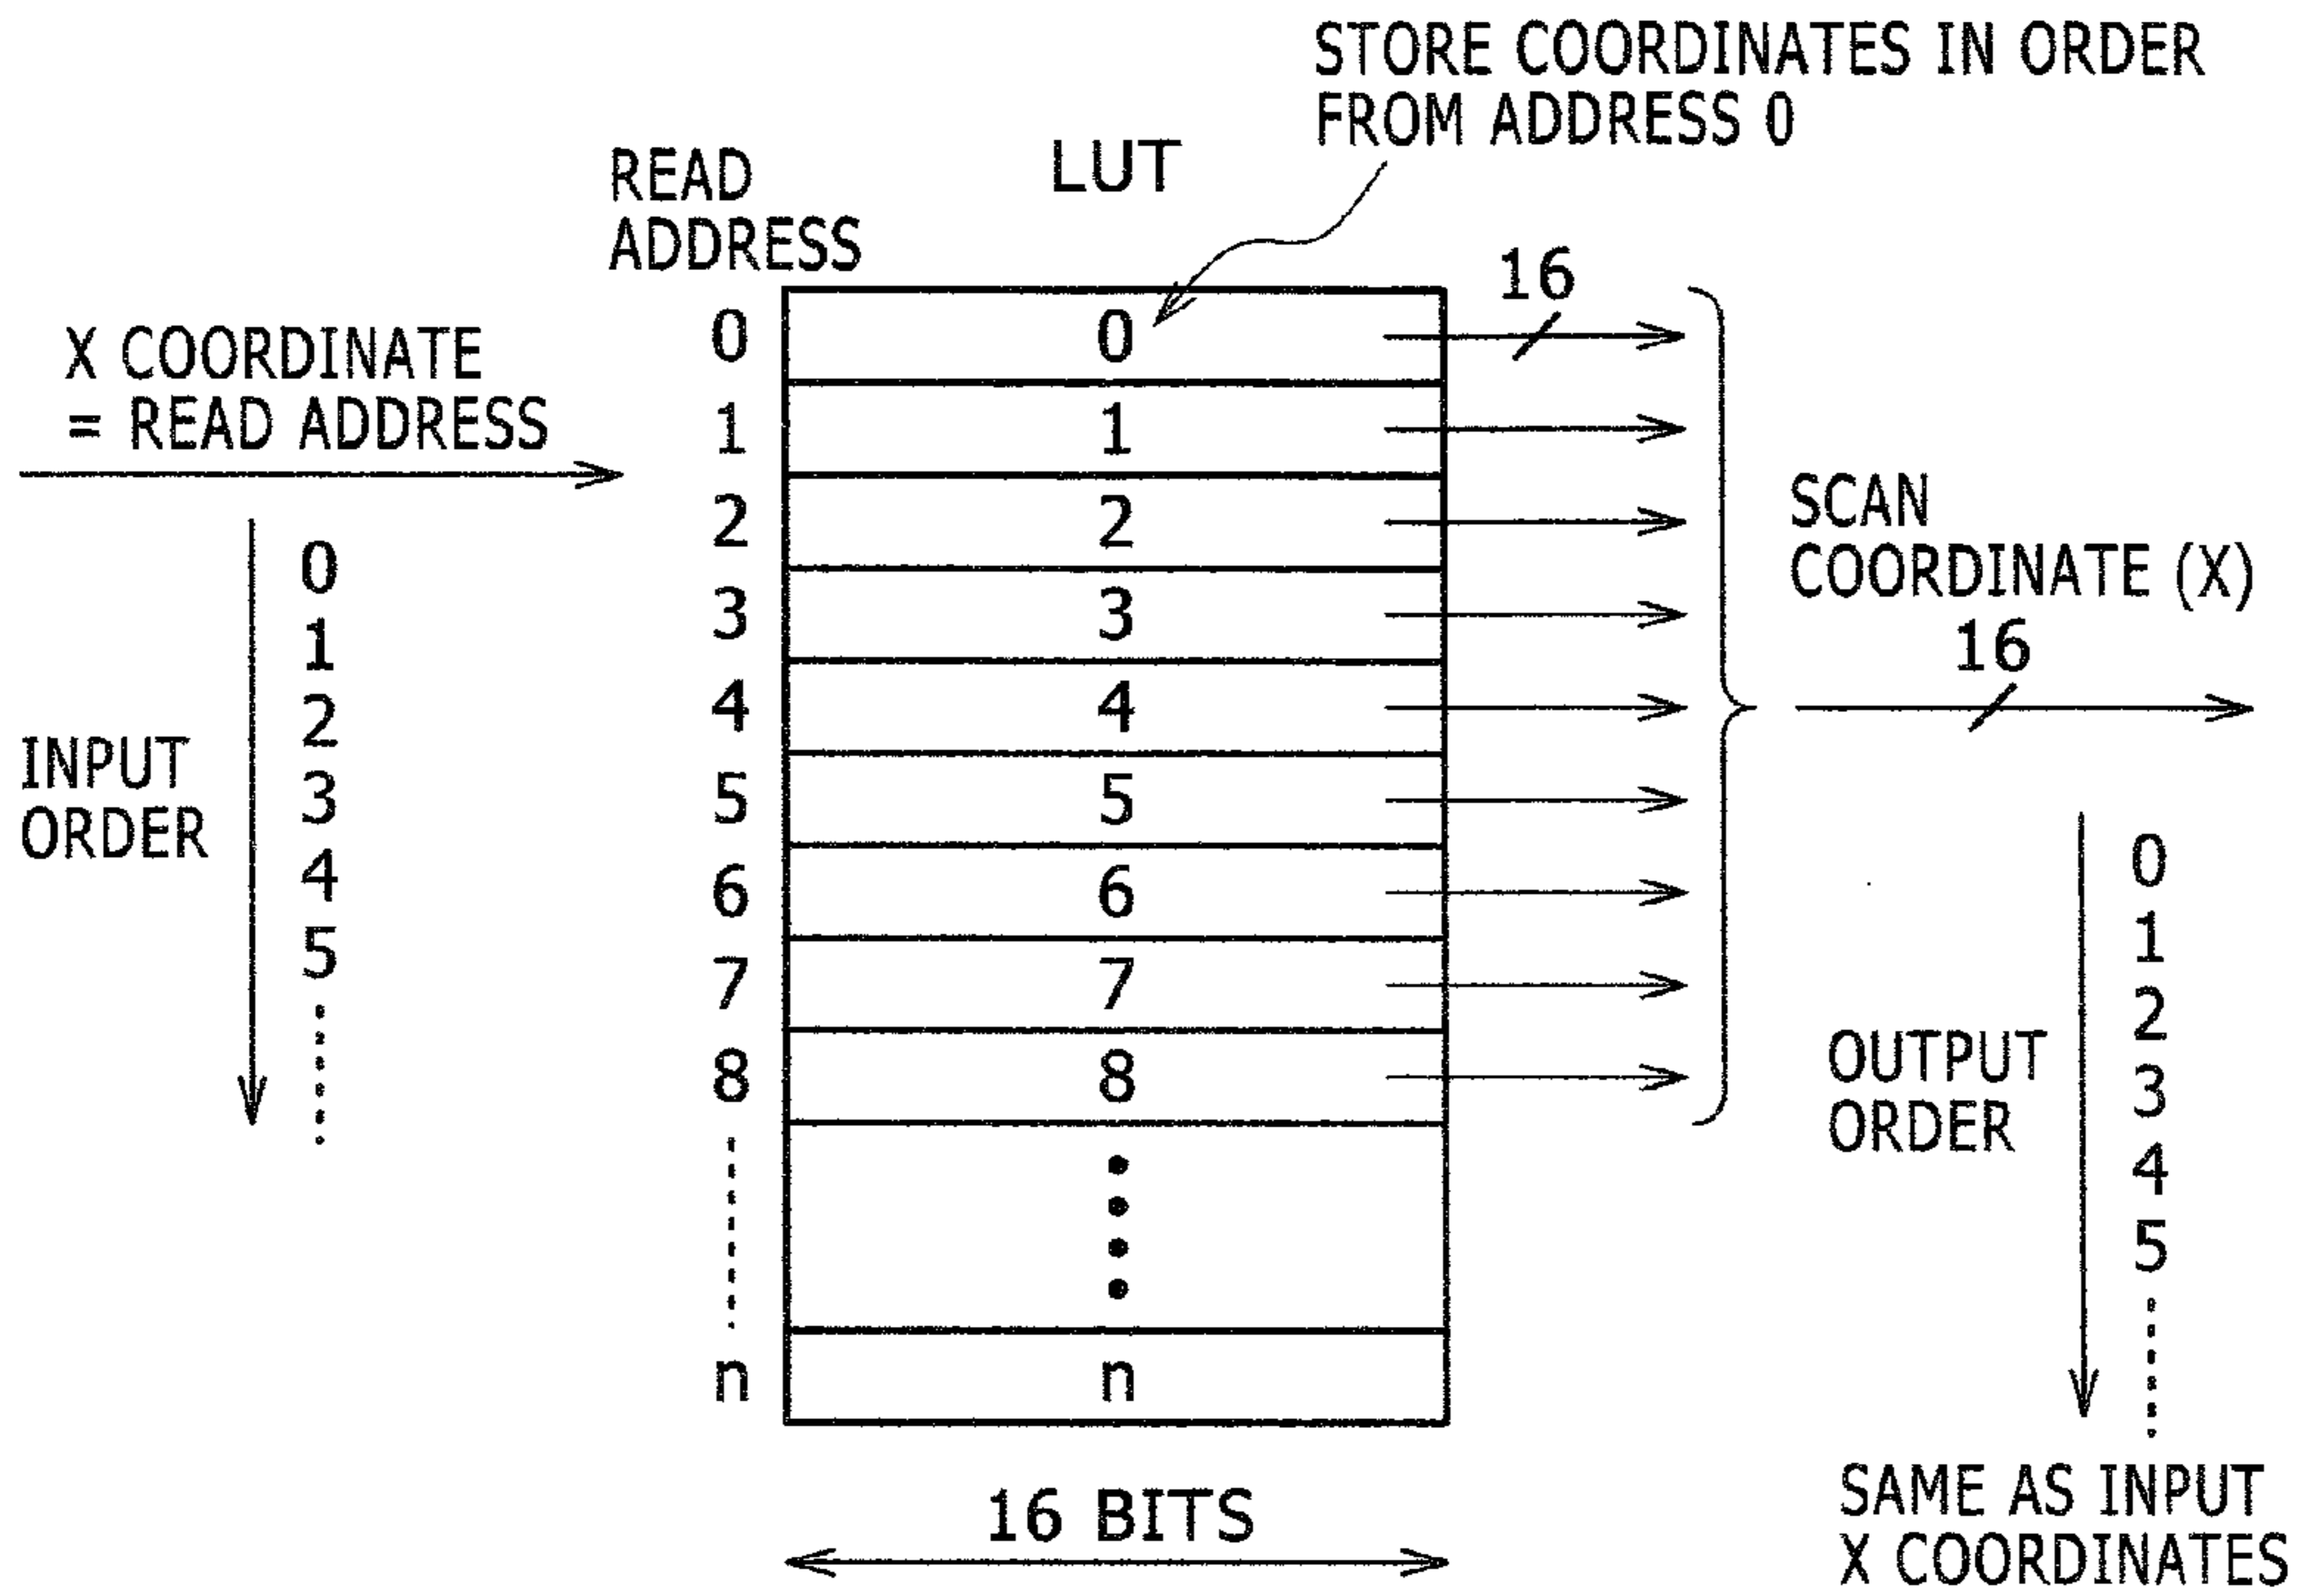 STORE COORDINATES IN ORDER
FROM ADDRESS 0
LUT
READ
ADDRESS
X COORDINATE
= READ ADDRESS
INPUT
ORDER
0
1
2
3
4
5
0 0
1 1
2 2
3 3
4 4
5 5
6 6
7 7
8 8
n n
16 BITS
16
SCAN
COORDINATE (X)
16
OUTPUT
ORDER
0
1
2
3
4
5
SAME AS INPUT
X COORDINATES